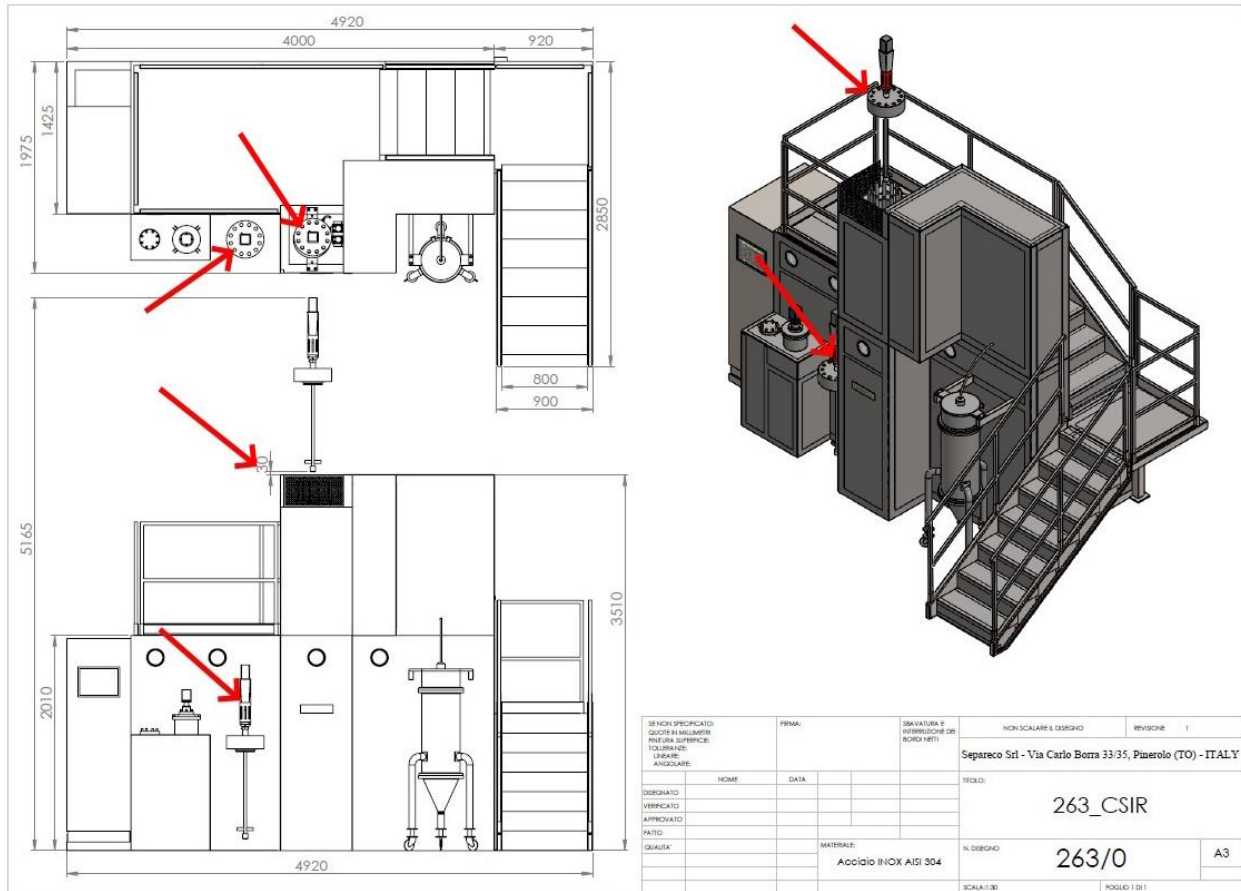 4920
4000
920
1425
1975
2850
800
900
30
5165
3510
2010
4920
SE NON SPECIFICATO:
QUOTE IN MILLIMETRI
FINITURA SUPERFICIE:
TOLLERANZE:
LINEARE:
ANGOLARE:
FIRMA:
SBAVATURA E
INTERRUZIONE DEI
BORDI NETTI
NON SCALARE IL DISEGNO
REVISIONE 1
Separeco Srl - Via Carlo Borra 33/35, Pinerolo (TO) - ITALY
NOME
DATA
TITOLO:
DISEGNATO
VERIFICATO
APPROVATO
FATTO
QUALITA'
263_CSIR
MATERIALE:
Acciaio INOX AISI 304
N. DISEGNO
263/0
A3
SCALA:1:30
FOGLIO 1 DI 1